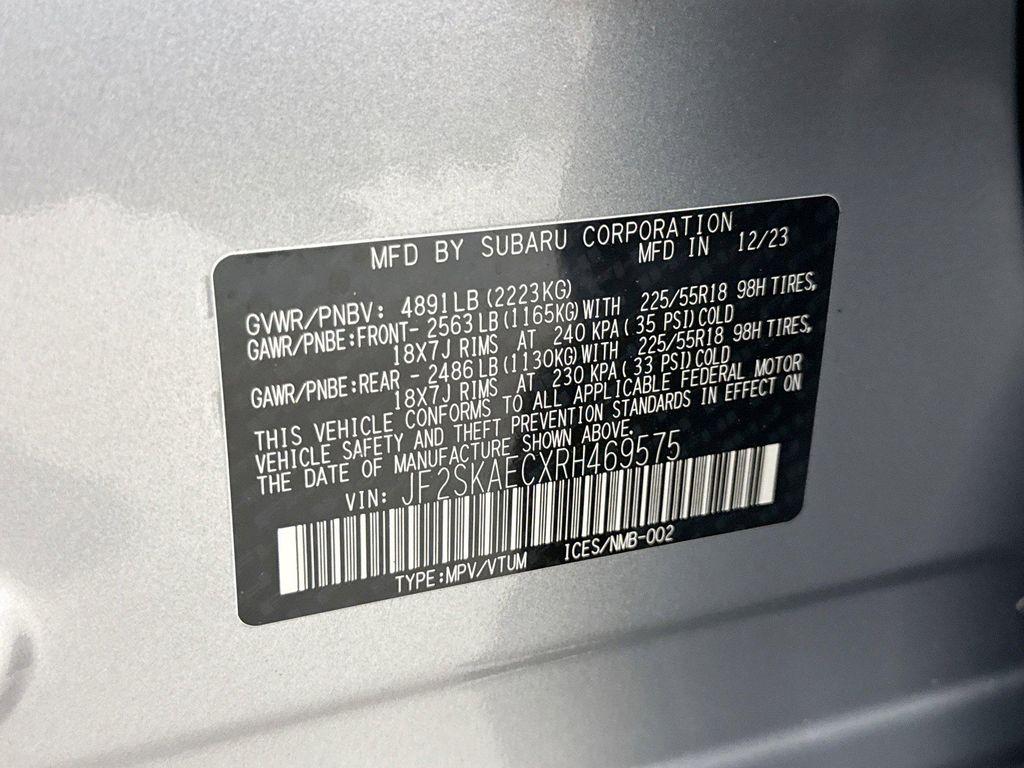 MFD BY SUBARU CORPORATION
MFD IN 12/23
GVWR/PNBV: 4891LB (2223KG)
GAWR/PNBE:FRONT- 2563LB (1165KG)WITH 225/55R18 98H TIRES,
18X7J RIMS AT 240 KPA( 35 PSI)COLD
GAWR/PNBE:REAR - 2486LB (1130KG)WITH 225/55R18 98H TIRES,
18X7J RIMS AT 230 KPA( 33 PSI)COLD
THIS VEHICLE CONFORMS TO ALL APPLICABLE FEDERAL MOTOR
VEHICLE SAFETY AND THEFT PREVENTION STANDARDS IN EFFECT ON
THE DATE OF MANUFACTURE SHOWN ABOVE.
VIN: JF2SKAECXRH469575
TYPE:MPV/VTUM ICES/NMB-002